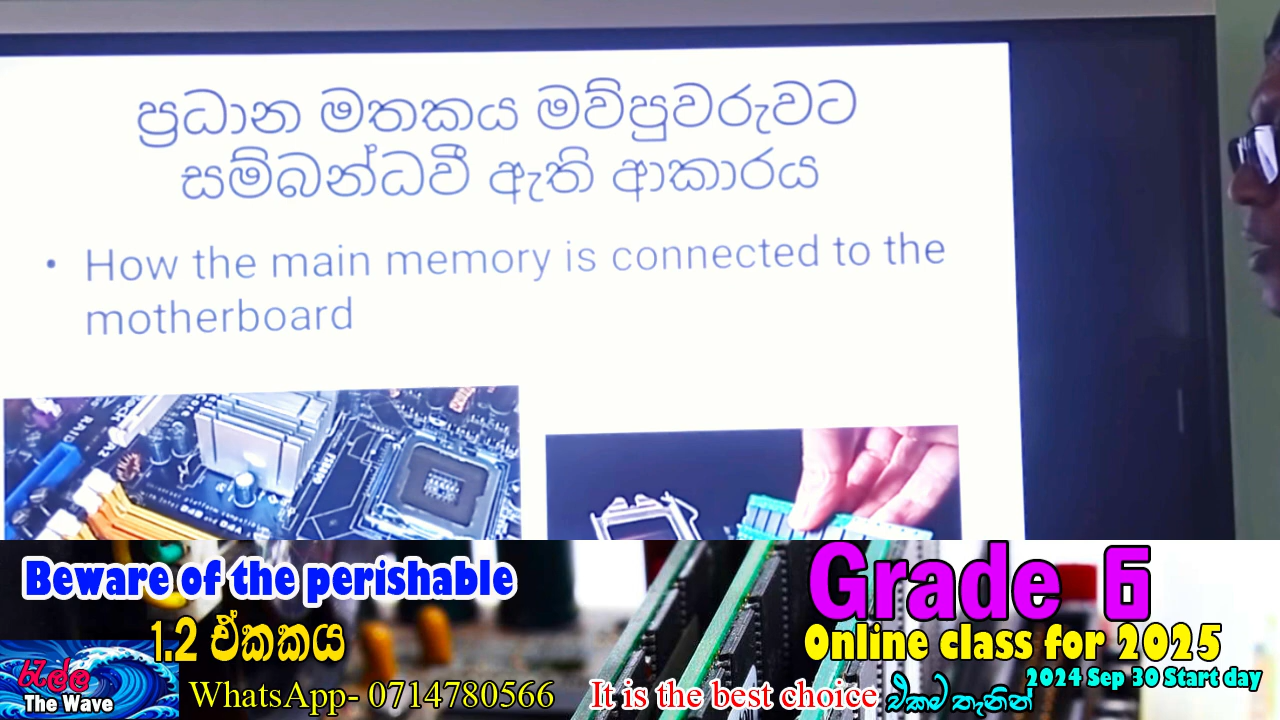 ප්‍රධාන මතකය මව්පුවරුවට
සම්බන්ධවී ඇති ආකාරය
• How the main memory is connected to the
motherboard
RAID
Beware of the perishable
1.2 ඒකකය
රැල්ල
The Wave
WhatsApp- 0714780566
Grade 6
Online class for 2025
2024 Sep 30 Start day
It is the best choice එකම තැනින්